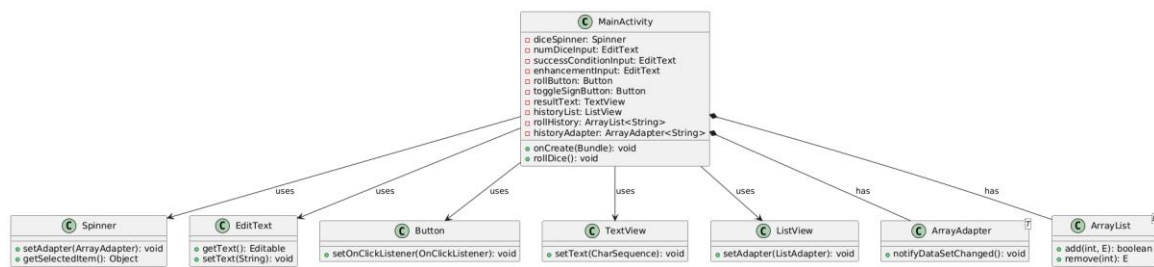 C MainActivity
diceSpinner: Spinner
numDiceInput: EditText
successConditionInput: EditText
enhancementInput: EditText
rollButton: Button
toggleSignButton: Button
resultText: TextView
historyList: ListView
rollHistory: ArrayList<String>
historyAdapter: ArrayAdapter<String>
onCreate(Bundle): void
rollDice(): void
uses
uses
uses
uses
uses
has
has
C Spinner
setAdapter(ArrayAdapter): void
getSelectedItem(): Object
C EditText
getText(): Editable
setText(String): void
C Button
setOnClickListener(OnClickListener): void
C TextView
setText(CharSequence): void
C ListView
setAdapter(ListAdapter): void
C ArrayAdapter T
notifyDataSetChanged(): void
C ArrayList
add(int, E): boolean
remove(int): E